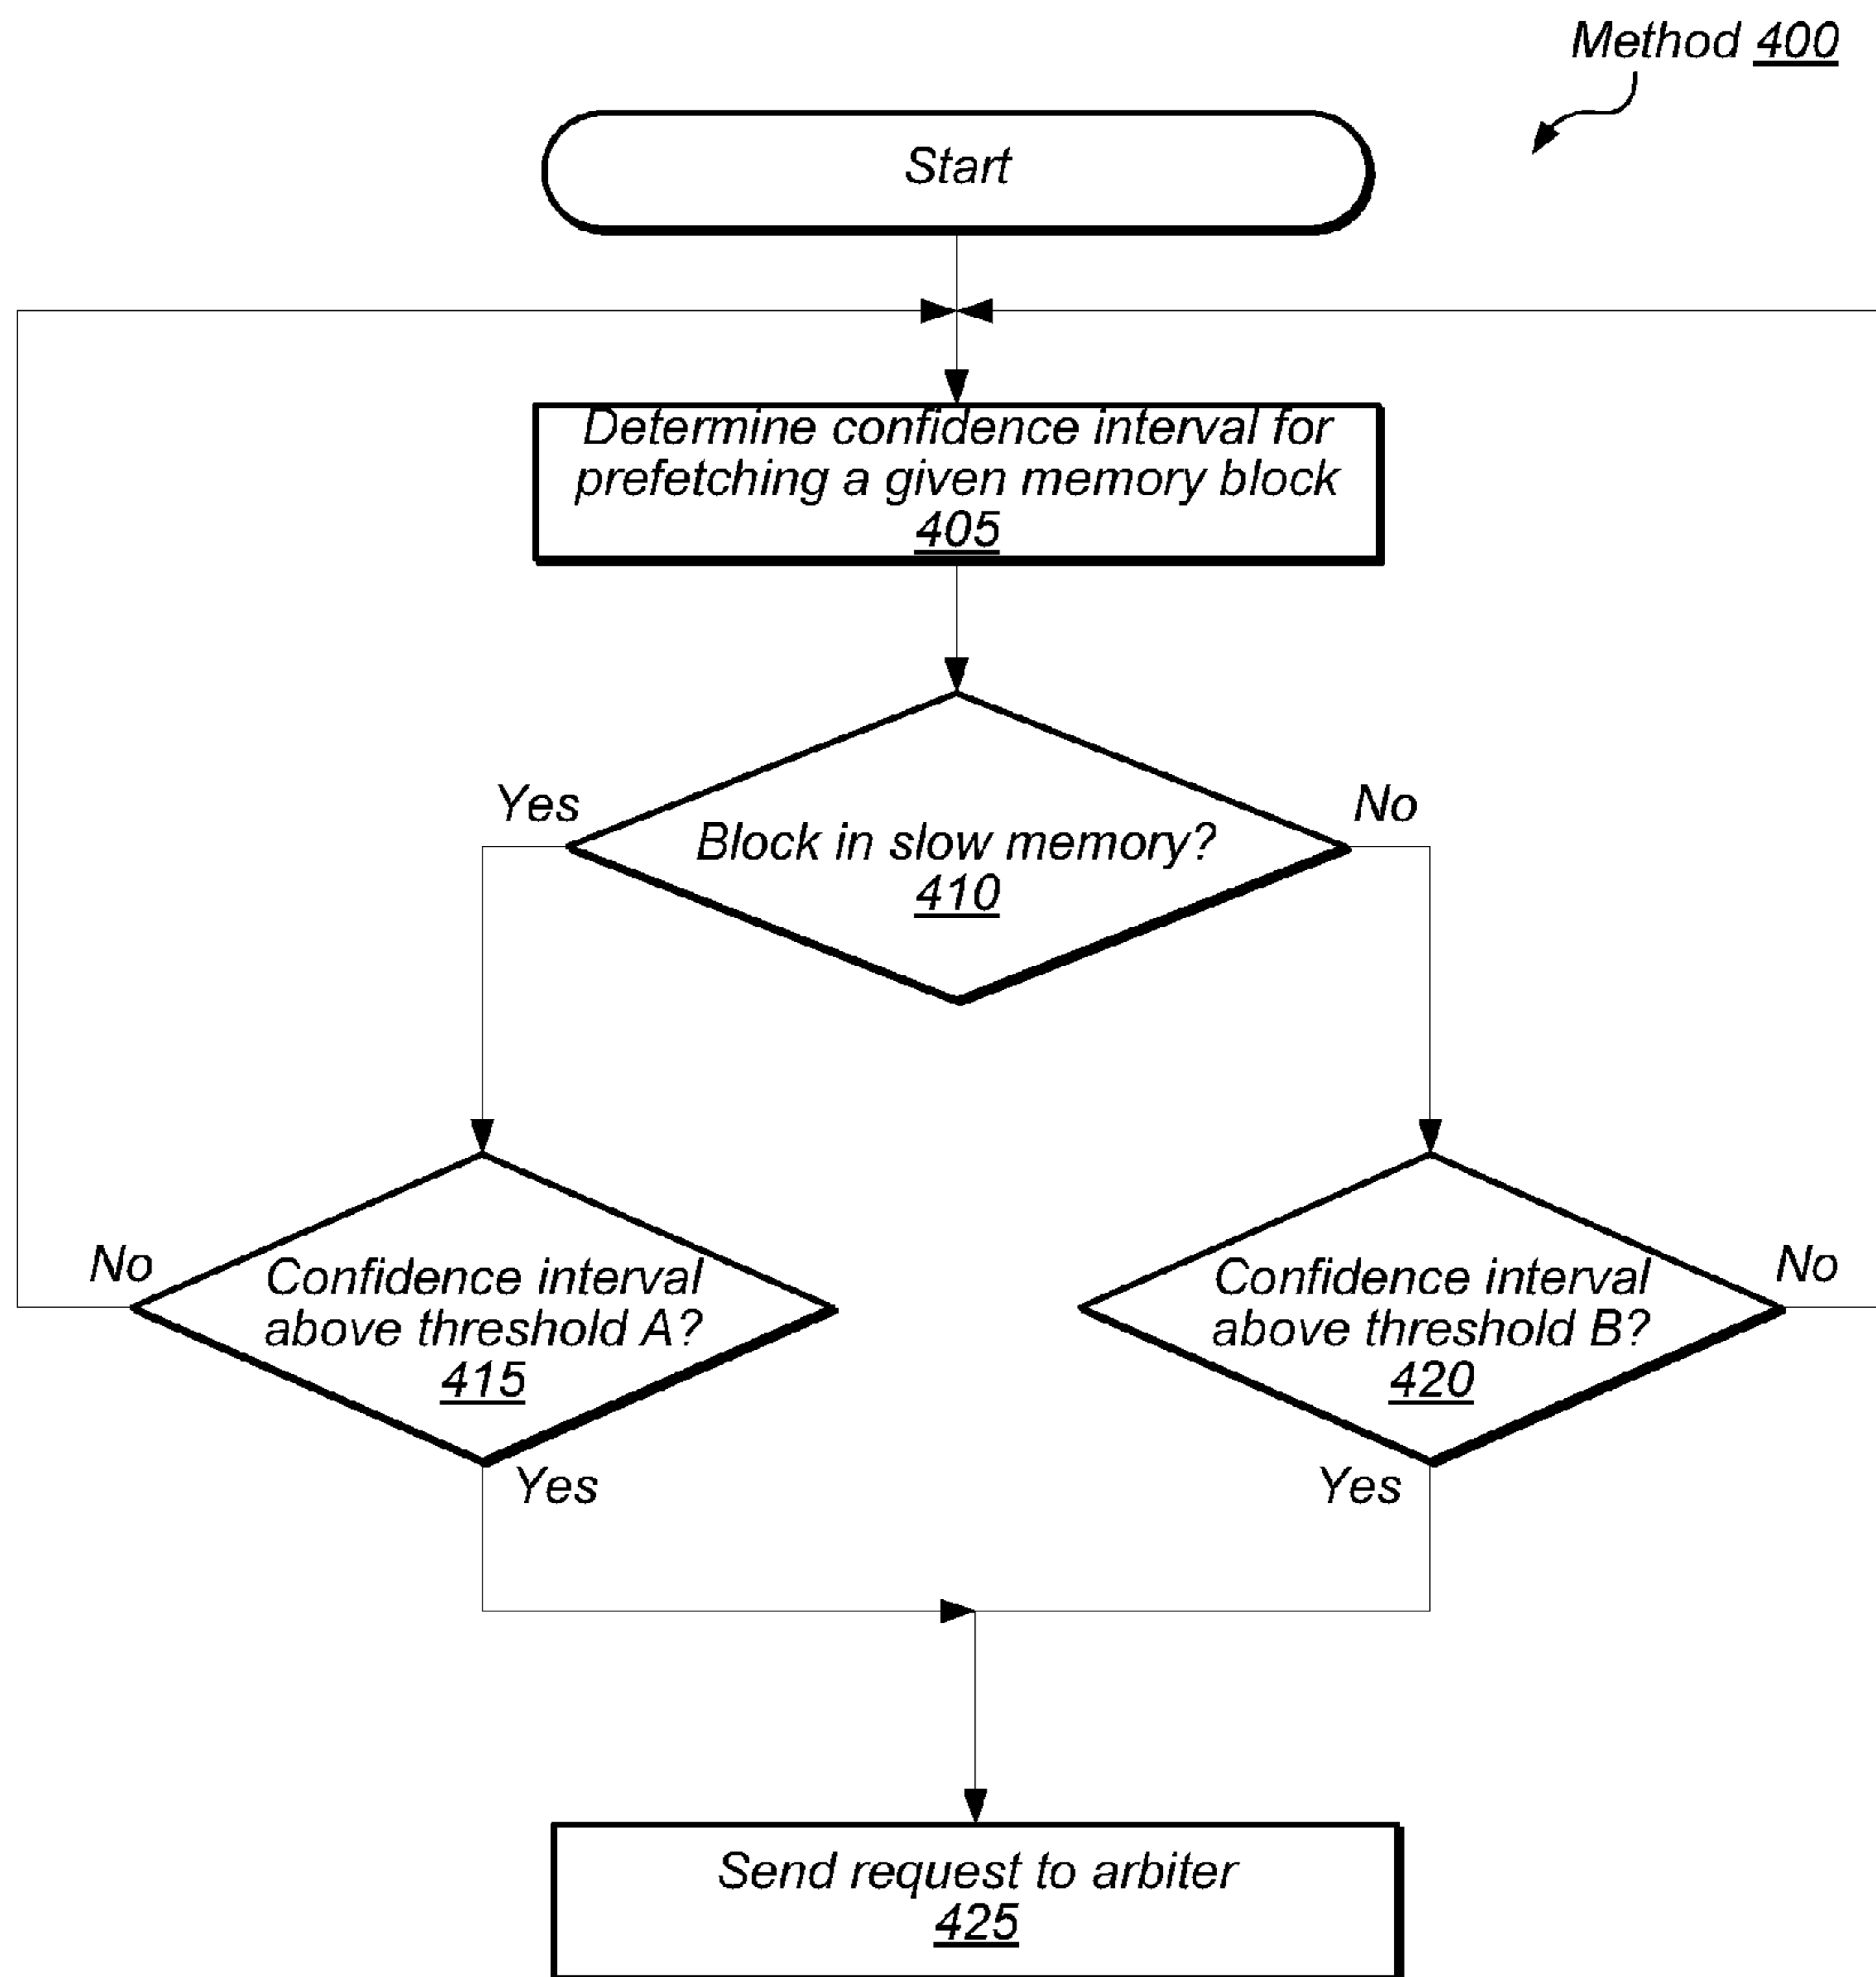 Method 400
Start
Determine confidence interval for
prefetching a given memory block
405
Yes
No
Block in slow memory?
410
No
Confidence interval
above threshold A?
415
Yes
Confidence interval
above threshold B?
420
No
Yes
Send request to arbiter
425